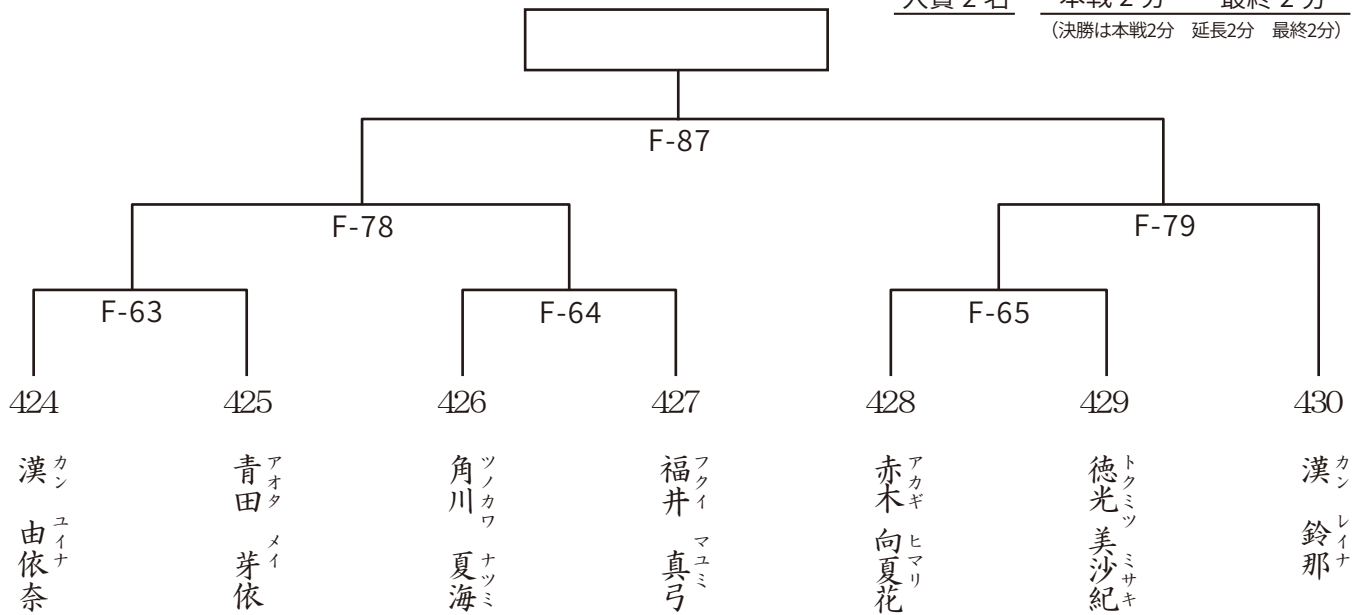 入賞 2 名　本戦 2 分　最終 2 分
（決勝は本戦2分　延長2分　最終2分）
F-87
F-78　F-79
F-63　F-64　F-65
424　425　426　427　428　429　430
漢　由依奈
カン　ユイナ
青田　芽依
アオタ　メイ
角川　夏海
ツノカワ　ナツミ
福井　真弓
フクイ　マユミ
赤木　向夏花
アカギ　ヒマリ
徳光　美沙紀
トクミツ　ミサキ
漢　鈴那
カン　レイナ